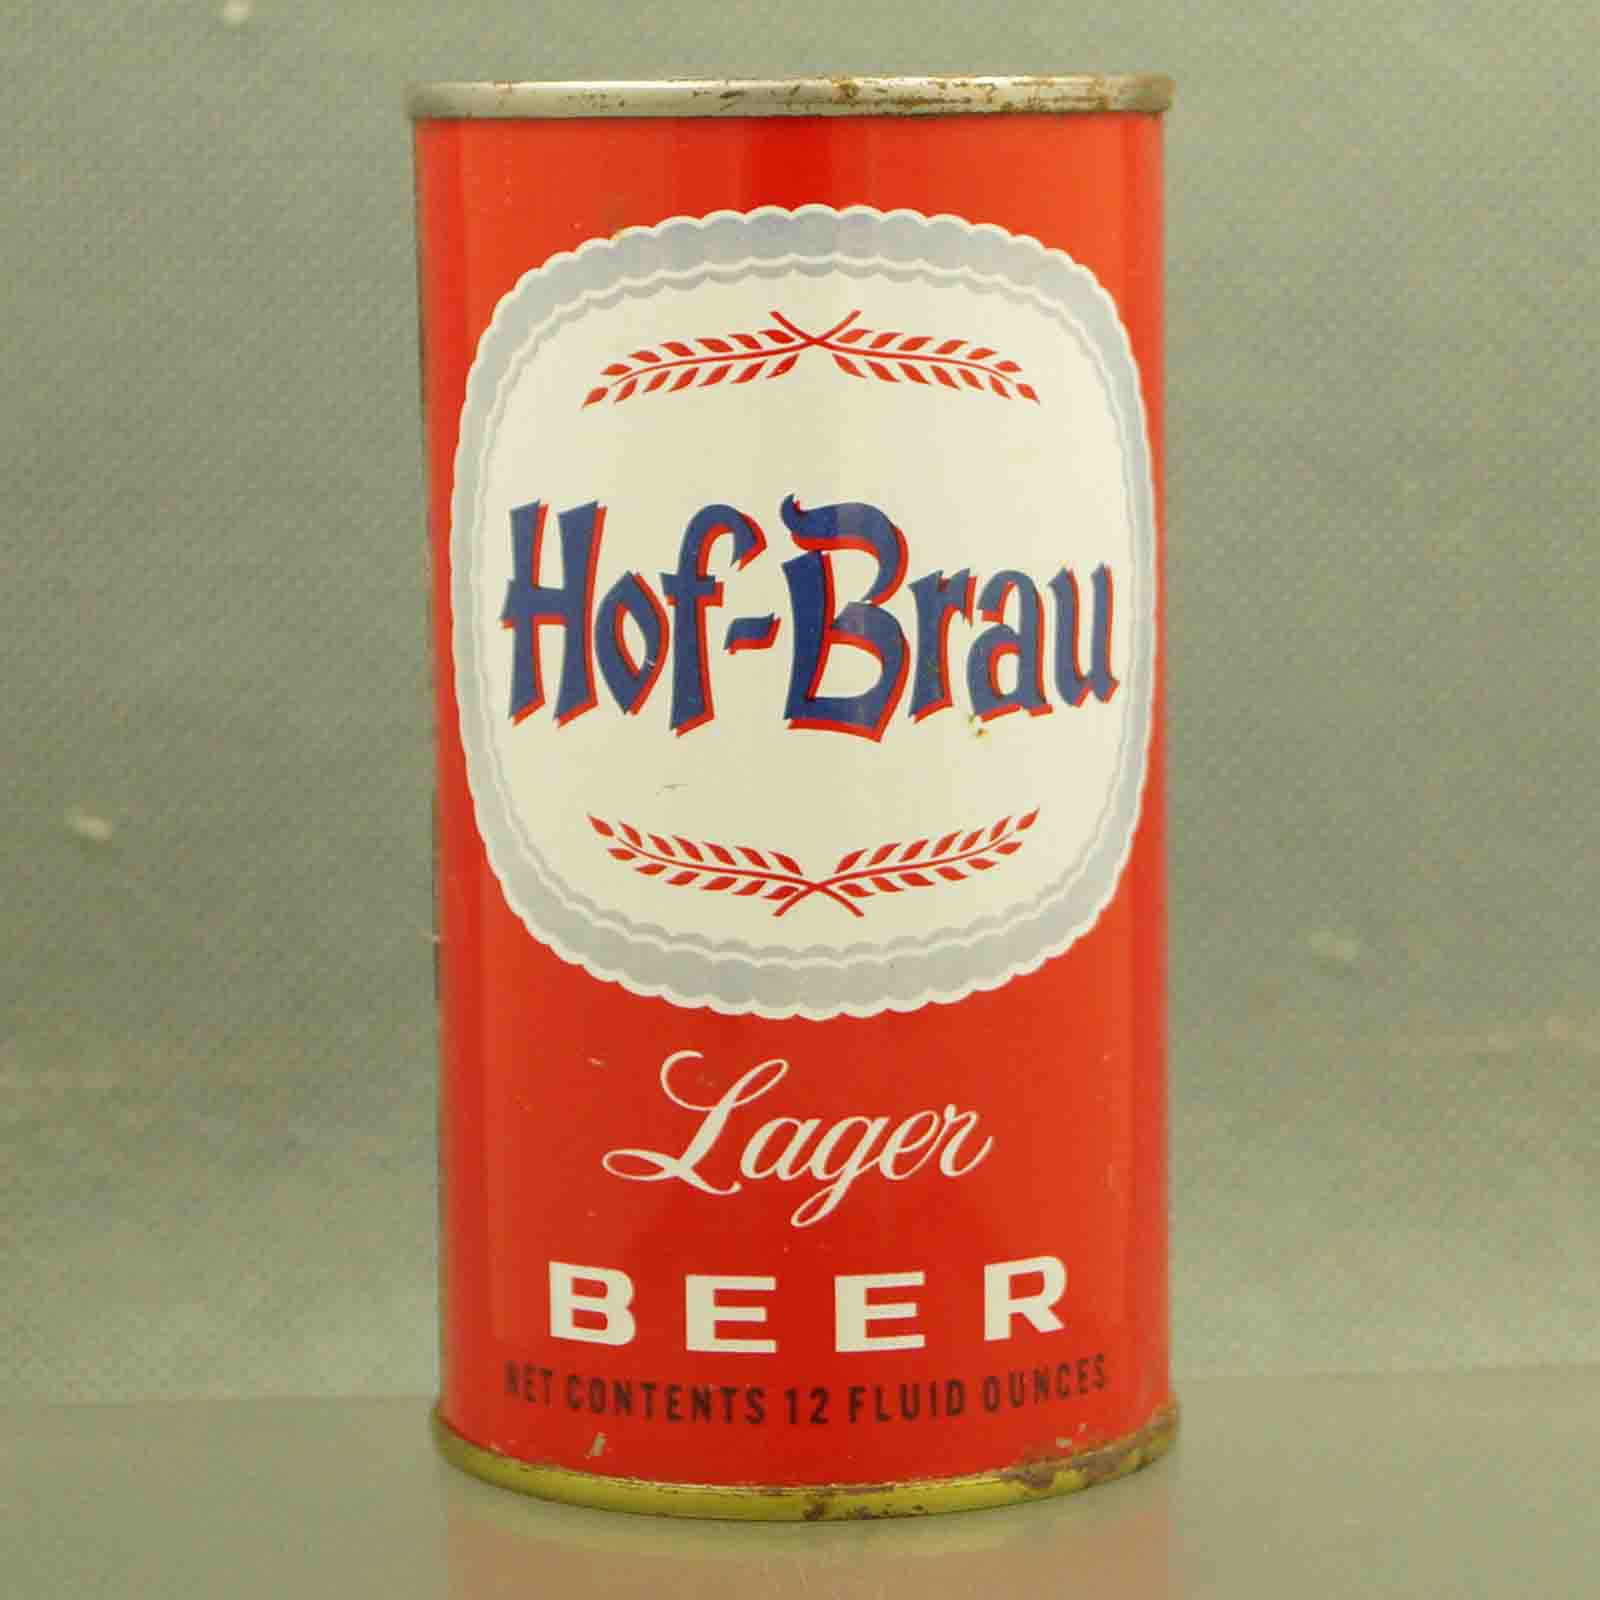 Hof-Brau
Lager
BEER
NET CONTENTS 12 FLUID OUNCES